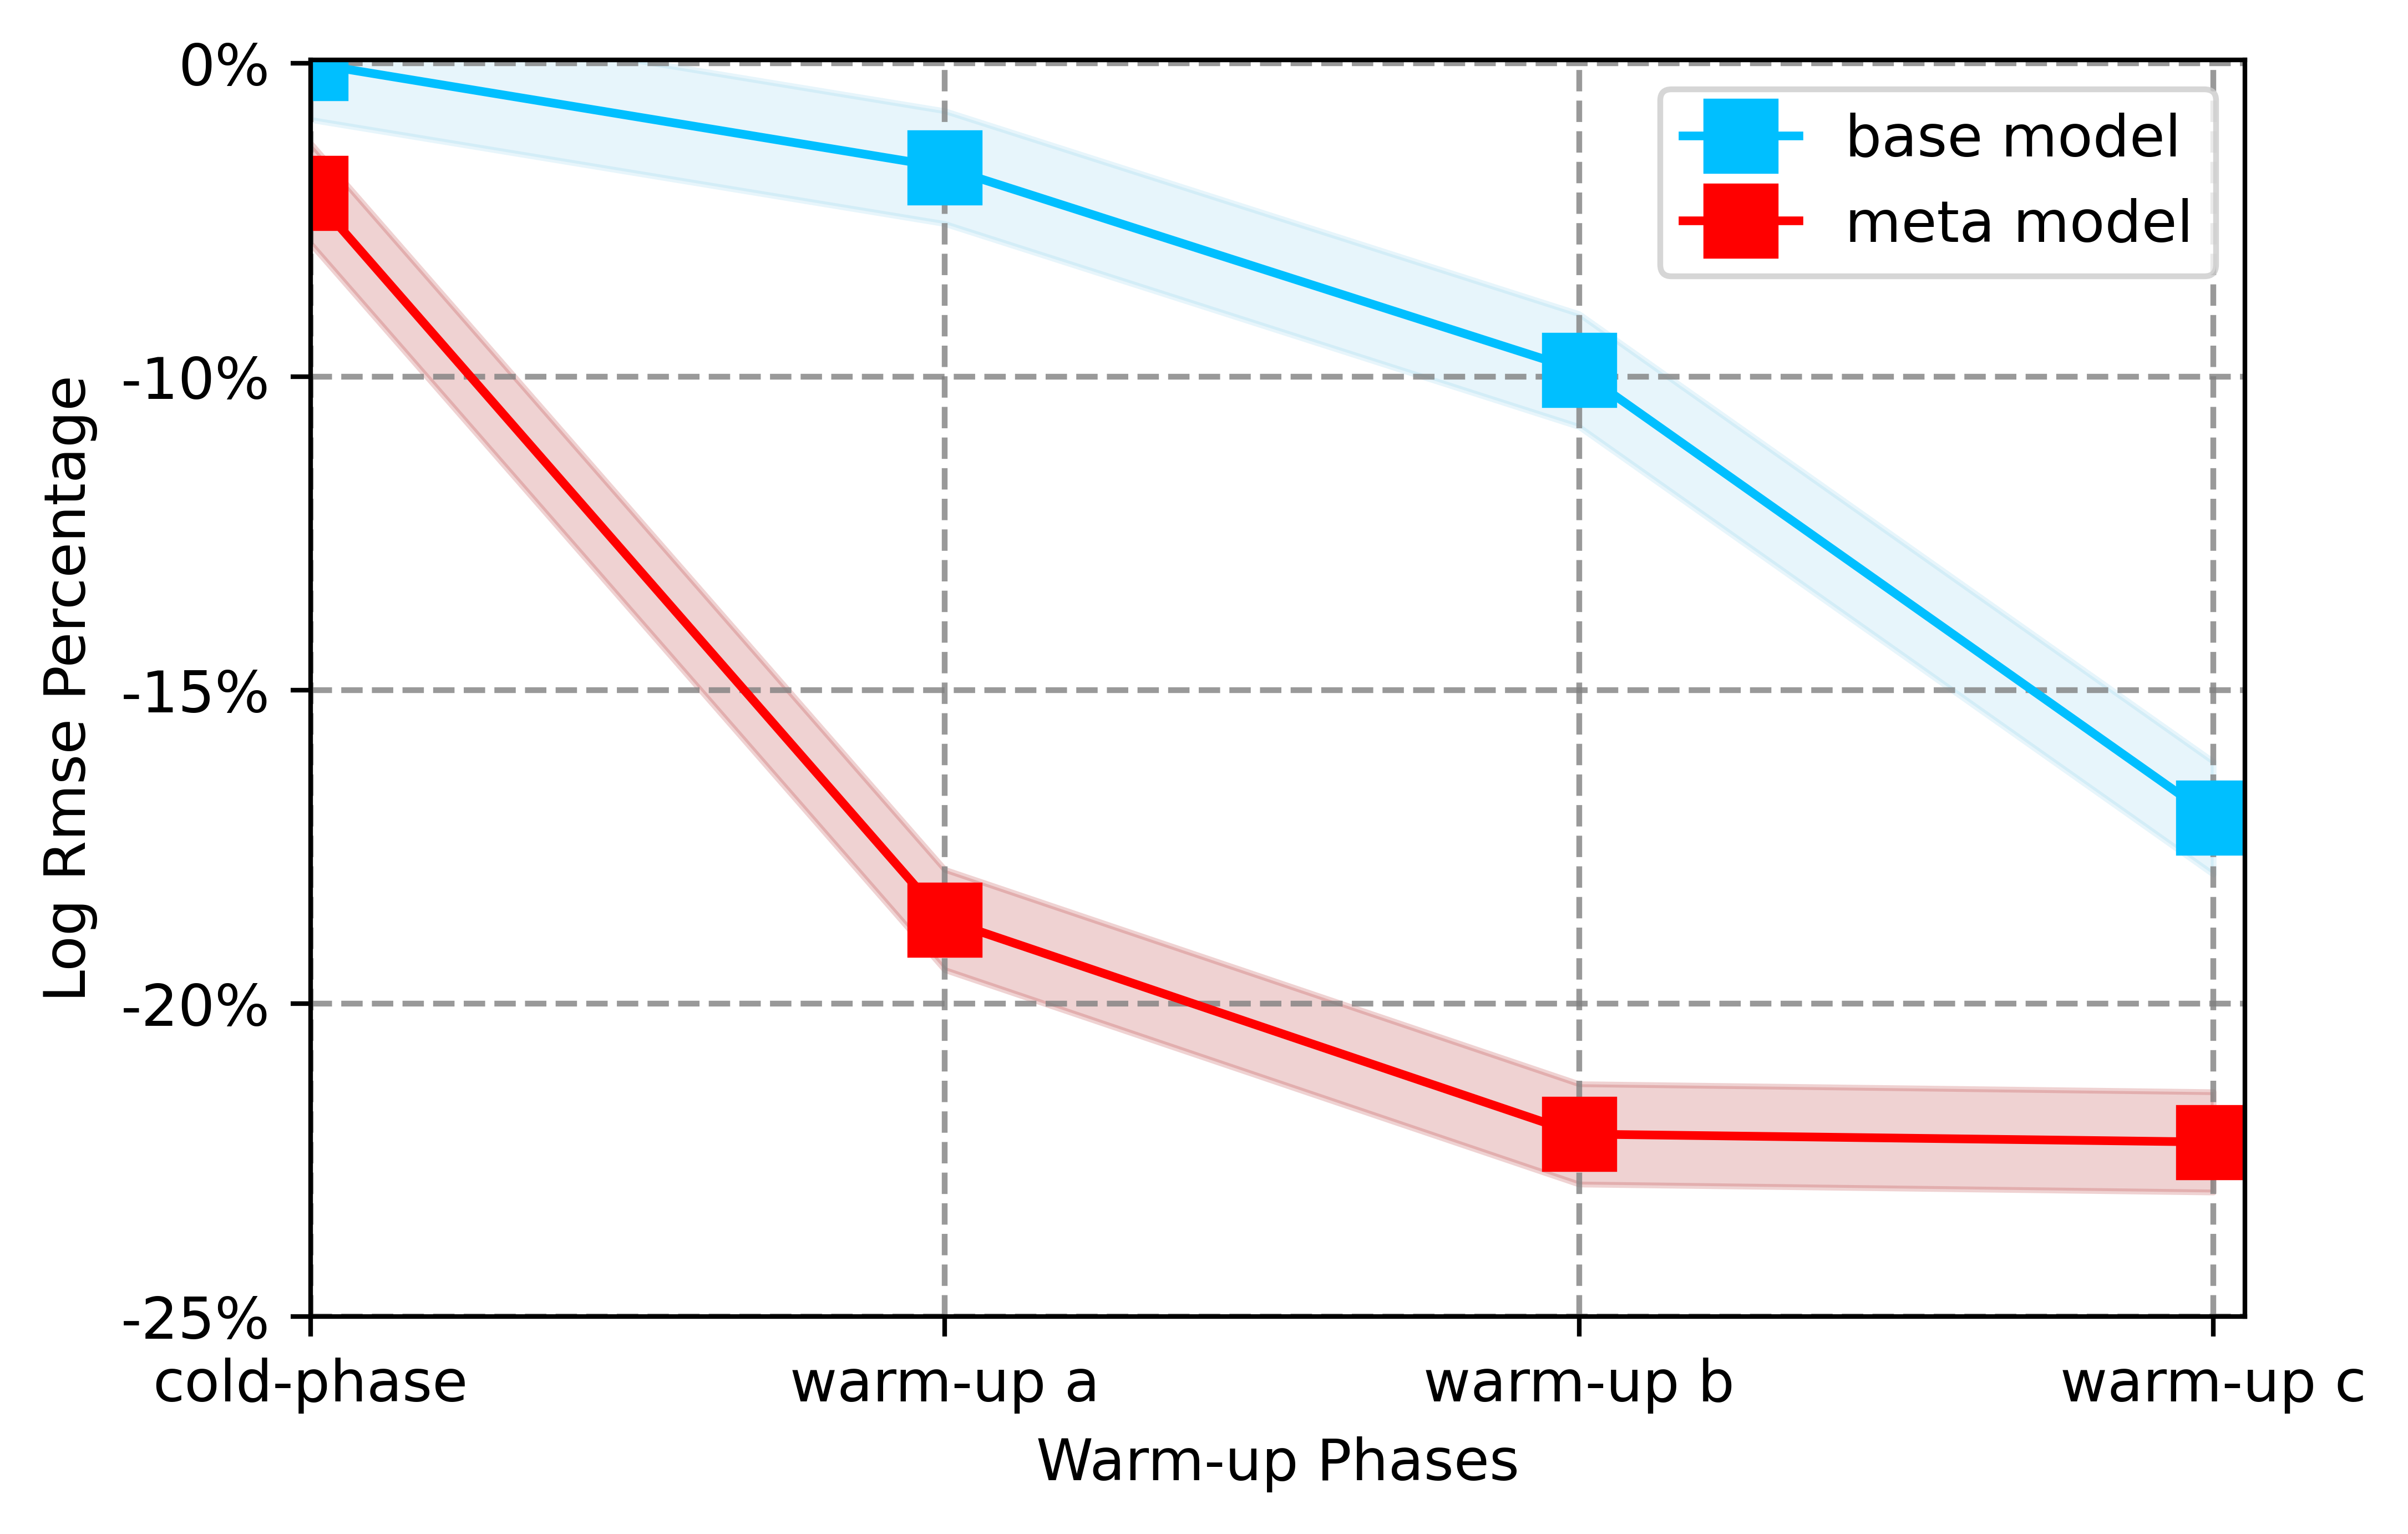 0%
-10%
-15%
-20%
-25%
Log Rmse Percentage
base model
meta model
cold-phase
warm-up a
warm-up b
warm-up c
Warm-up Phases